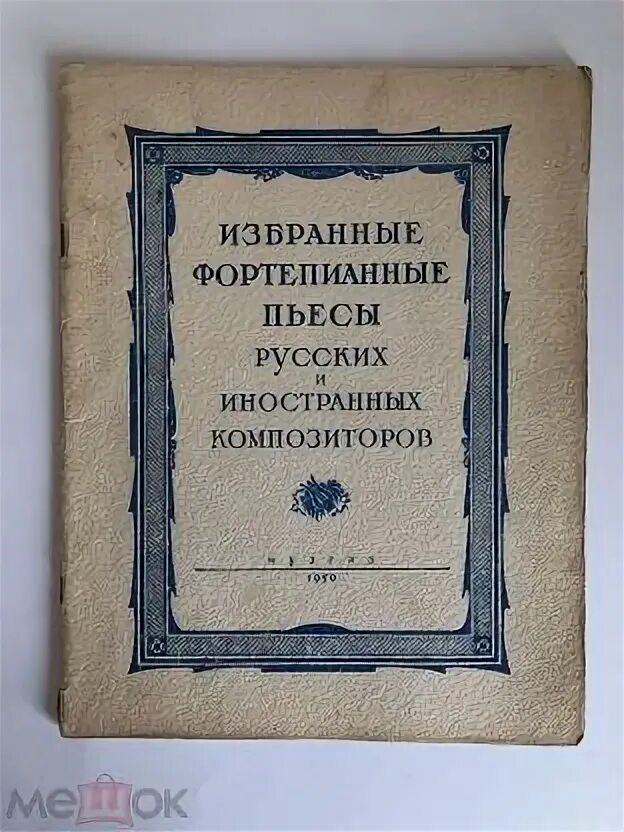 ИЗБРАННЫЕ
ФОРТЕПИАННЫЕ
ПЬЕСЫ
РУССКИХ
И
ИНОСТРАННЫХ
КОМПОЗИТОРОВ
МУЗГИЗ
1950
мешок